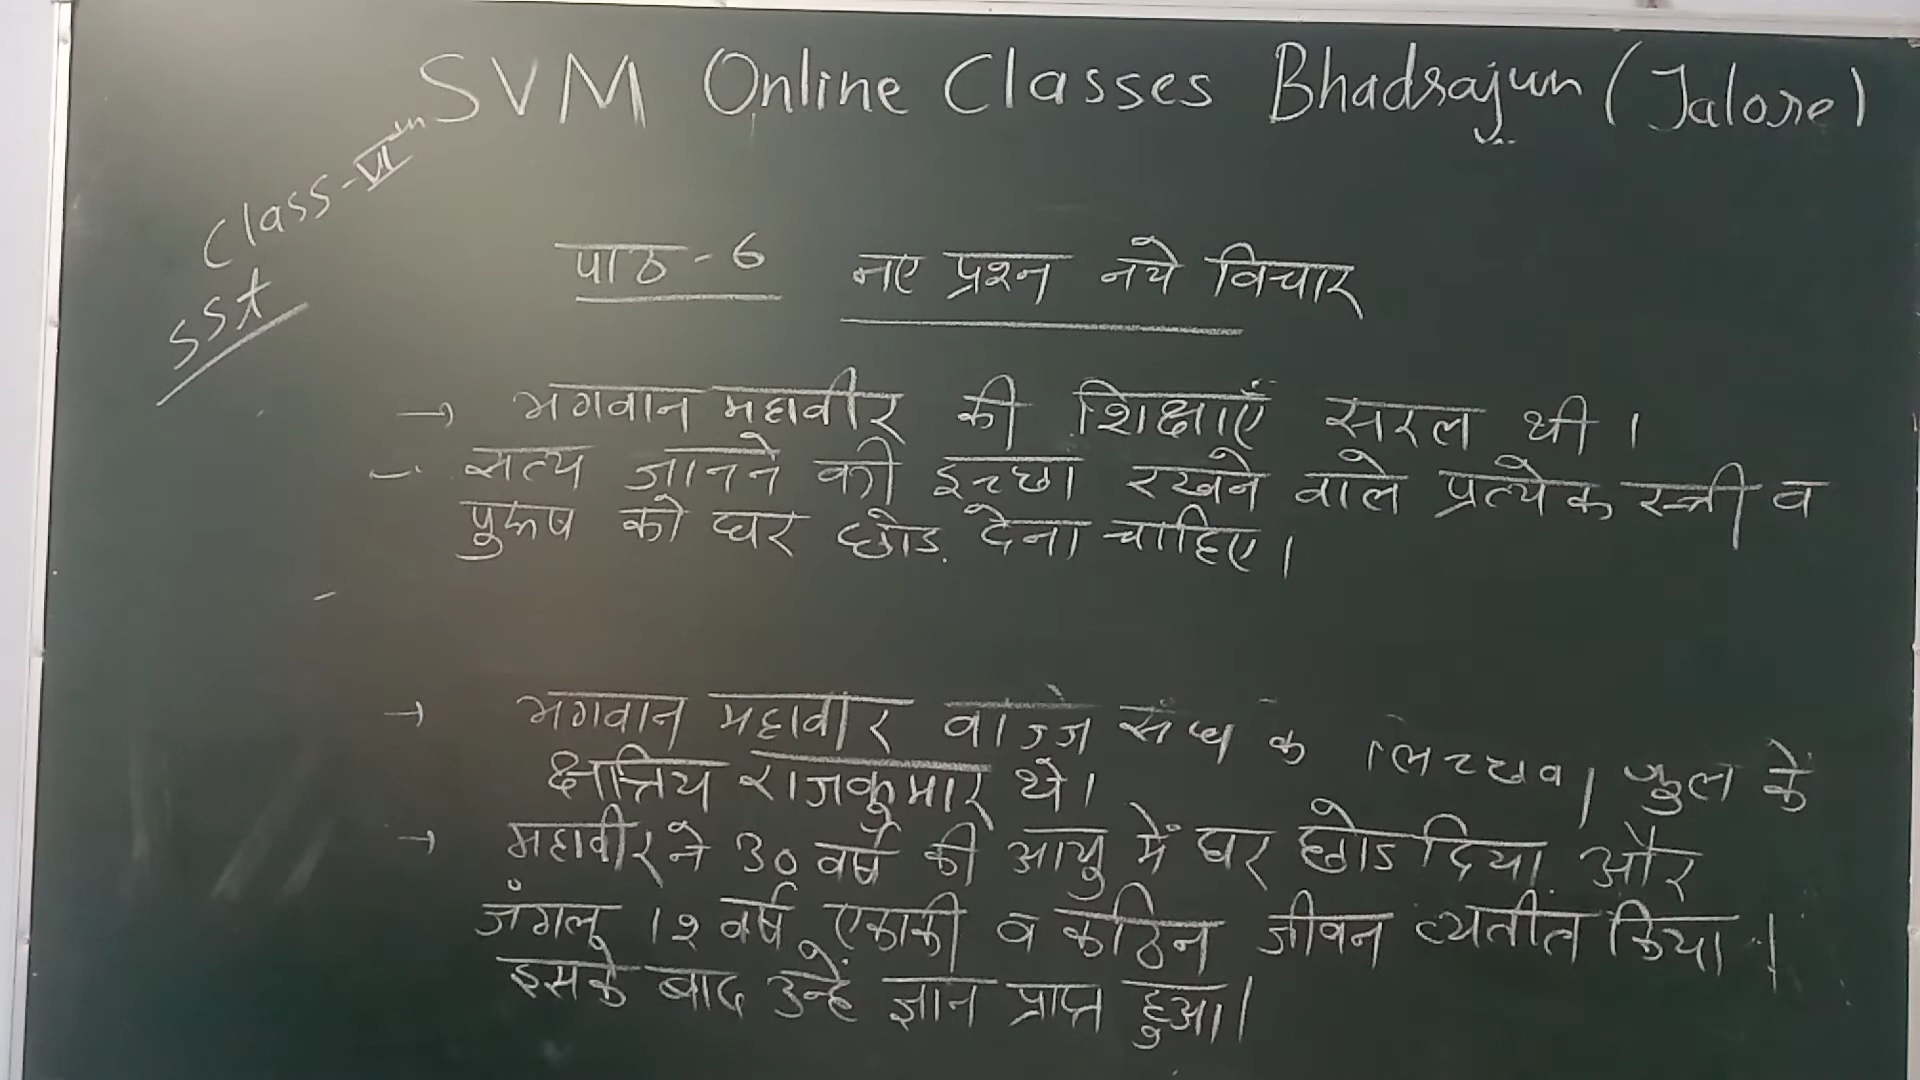 SVM Online Classes Bhadrajun (Jalore)
Class-VI th
SSt
पाठ-6 नए प्रश्न नये विचार
→ भगवान महावीर की शिक्षाएँ सरल थी।
- सत्य जानने की इच्छा रखने वाले प्रत्येक स्त्री व
पुरूष को घर छोड देना चाहिए।
→ भगवान महावीर वज्जि संघ के लिच्छवी कुल के
क्षत्रिय राजकुमार थे।
→ महावीर ने 30 वर्ष की आयु में घर छोड दिया और
जंगल 12 वर्ष एकाकी व कठिन जीवन व्यतीत किया।
इसके बाद उन्हें ज्ञान प्राप्त हुआ।